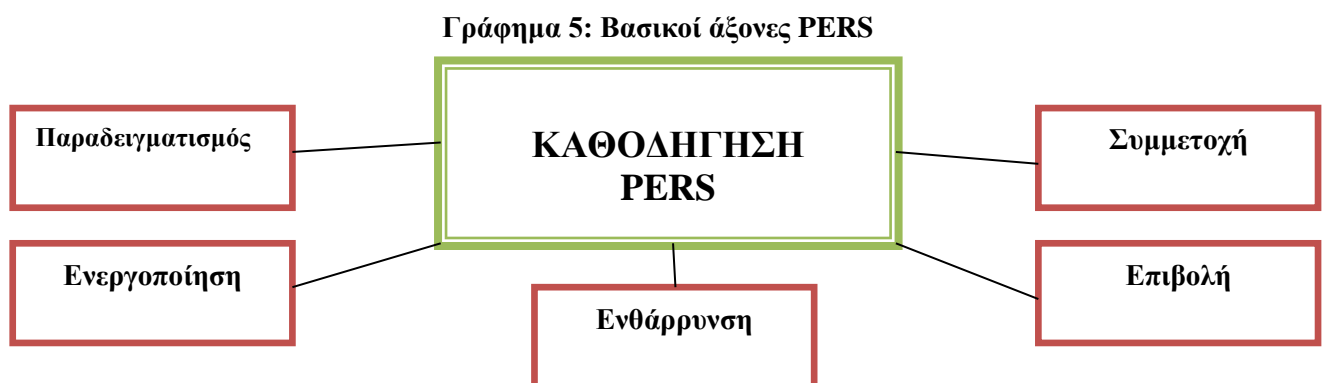 Γράφημα 5: Βασικοί άξονες PERS
ΚΑΘΟΔΗΓΗΣΗ
PERS
Παραδειγματισμός
Συμμετοχή
Ενεργοποίηση
Επιβολή
Ενθάρρυνση